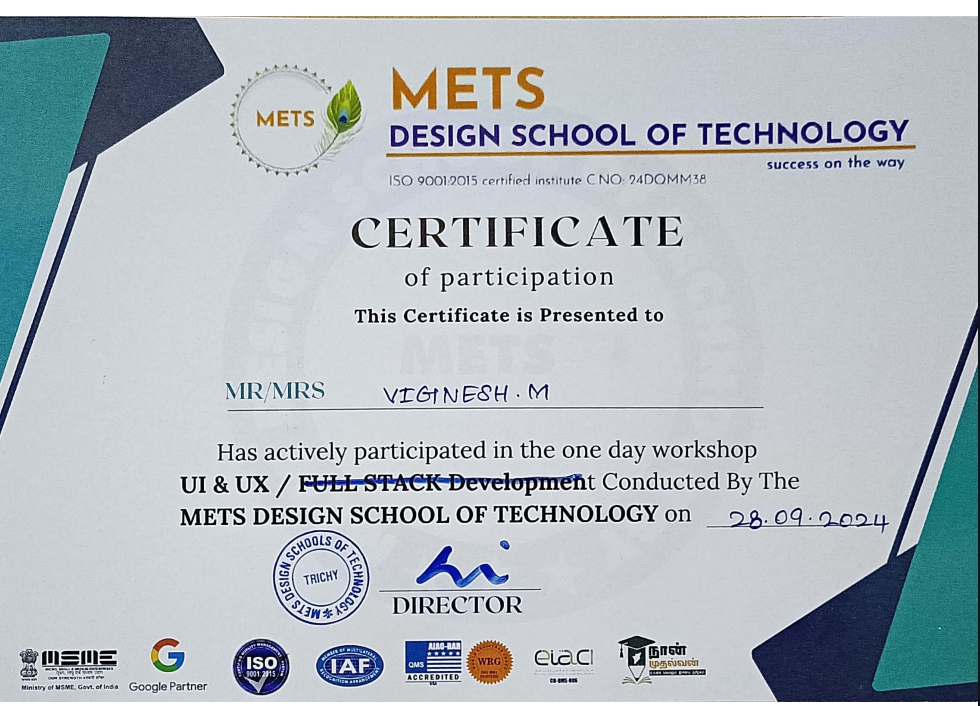 METS
METS
DESIGN SCHOOL OF TECHNOLOGY
success on the way
ISO 9001:2015 certified institute C.NO: 24DQMM38
CERTIFICATE
of participation
This Certificate is Presented to
METS
MR/MRS VIGINESH.M
Has actively participated in the one day workshop
UI & UX / FULL STACK Development Conducted By The
METS DESIGN SCHOOL OF TECHNOLOGY on 28.09.2024
METS DESIGN SCHOOLS OF TECHNOLOGY
TRICHY
DIRECTOR
MSME
Ministry of MSME, Govt. of India
Google Partner
ISO
9001:2015
IAF
QMS
ACCREDITED
WRG
நான்
முதல்வன்